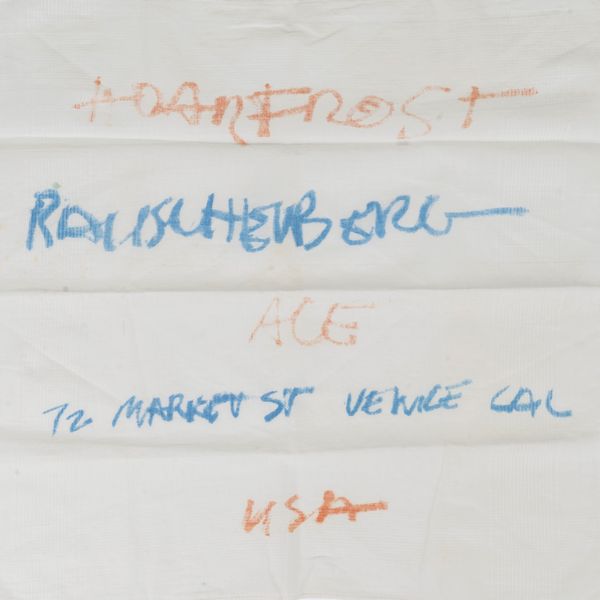 HOARFROST
RAUSCHENBERG
ACE
72 MARKET ST VENICE CAL
USA